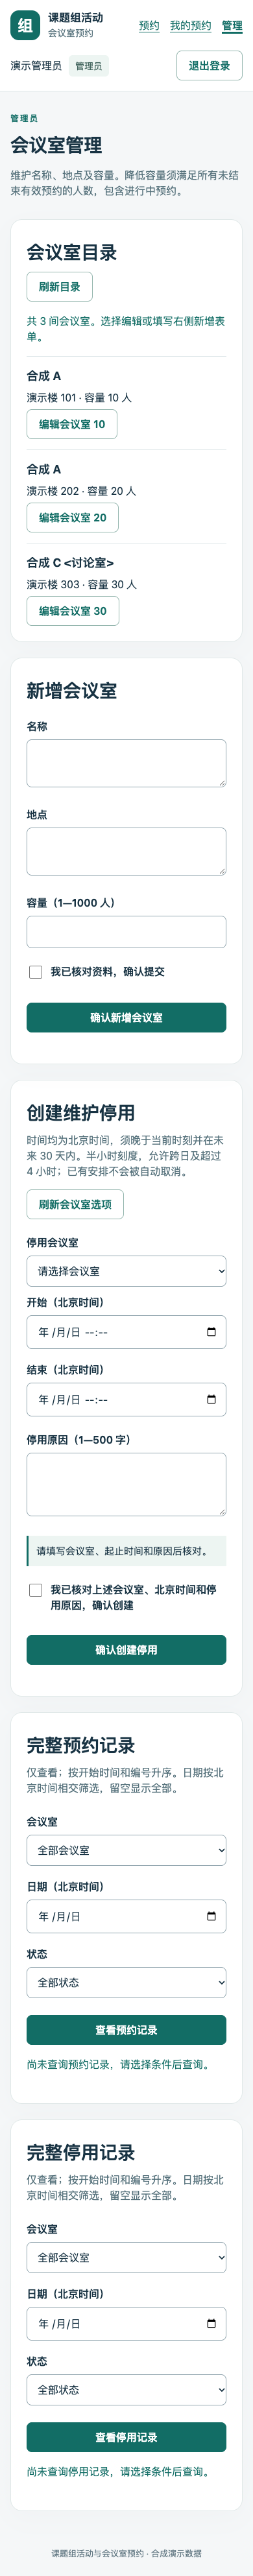 组
课题组活动
会议室预约
预约
我的预约
管理
演示管理员
管理员
退出登录
管理员
会议室管理
维护名称、地点及容量。降低容量须满足所有未结
束有效预约的人数，包含进行中预约。
会议室目录
刷新目录
共 3 间会议室。选择编辑或填写右侧新增表
单。
合成 A
演示楼 101 · 容量 10 人
编辑会议室 10
合成 A
演示楼 202 · 容量 20 人
编辑会议室 20
合成 C <讨论室>
演示楼 303 · 容量 30 人
编辑会议室 30
新增会议室
名称
地点
容量（1—1000 人）
我已核对资料，确认提交
确认新增会议室
创建维护停用
时间均为北京时间，须晚于当前时刻并在未
来 30 天内。半小时刻度，允许跨日及超过
4 小时；已有安排不会被自动取消。
刷新会议室选项
停用会议室
请选择会议室
开始（北京时间）
年 /月/日 --:--
结束（北京时间）
年 /月/日 --:--
停用原因（1—500 字）
请填写会议室、起止时间和原因后核对。
我已核对上述会议室、北京时间和停
用原因，确认创建
确认创建停用
完整预约记录
仅查看；按开始时间和编号升序。日期按北
京时间相交筛选，留空显示全部。
会议室
全部会议室
日期（北京时间）
年 /月/日
状态
全部状态
查看预约记录
尚未查询预约记录，请选择条件后查询。
完整停用记录
仅查看；按开始时间和编号升序。日期按北
京时间相交筛选，留空显示全部。
会议室
全部会议室
日期（北京时间）
年 /月/日
状态
全部状态
查看停用记录
尚未查询停用记录，请选择条件后查询。
课题组活动与会议室预约 · 合成演示数据